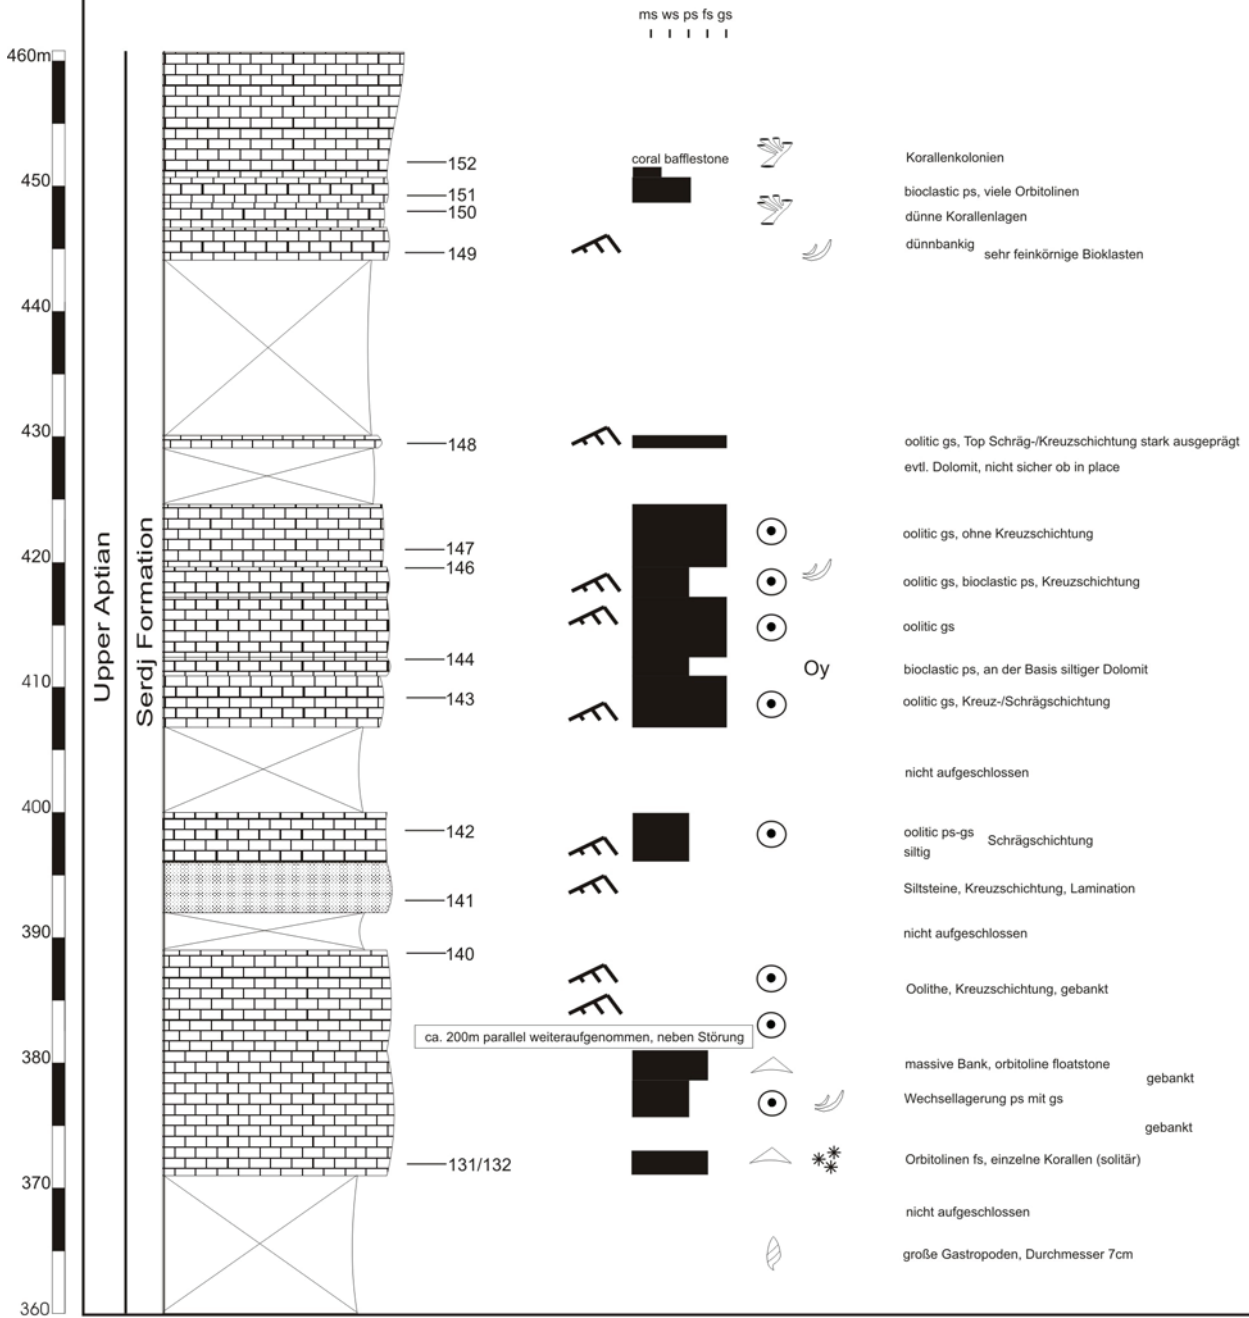 ms ws ps fs gs
460m
152
coral bafflestone
Korallenkolonien
450
151
bioclastic ps, viele Orbitolinen
150
dünne Korallenlagen
149
dünnbankig
sehr feinkörnige Bioklasten
440
430
148
oolitic gs, Top Schräg-/Kreuzschichtung stark ausgeprägt
evtl. Dolomit, nicht sicher ob in place
147
oolitic gs, ohne Kreuzschichtung
420
146
oolitic gs, bioclastic ps, Kreuzschichtung
oolitic gs
144
Oy
bioclastic ps, an der Basis siltiger Dolomit
410
143
oolitic gs, Kreuz-/Schrägschichtung
Upper Aptian
Serdj Formation
nicht aufgeschlossen
400
142
oolitic ps-gs
siltig
Schrägschichtung
Siltsteine, Kreuzschichtung, Lamination
141
390
nicht aufgeschlossen
140
Oolithe, Kreuzschichtung, gebankt
ca. 200m parallel weiteraufgenommen, neben Störung
380
massive Bank, orbitoline floatstone
gebankt
Wechsellagerung ps mit gs
gebankt
131/132
Orbitolinen fs, einzelne Korallen (solitär)
370
nicht aufgeschlossen
große Gastropoden, Durchmesser 7cm
360